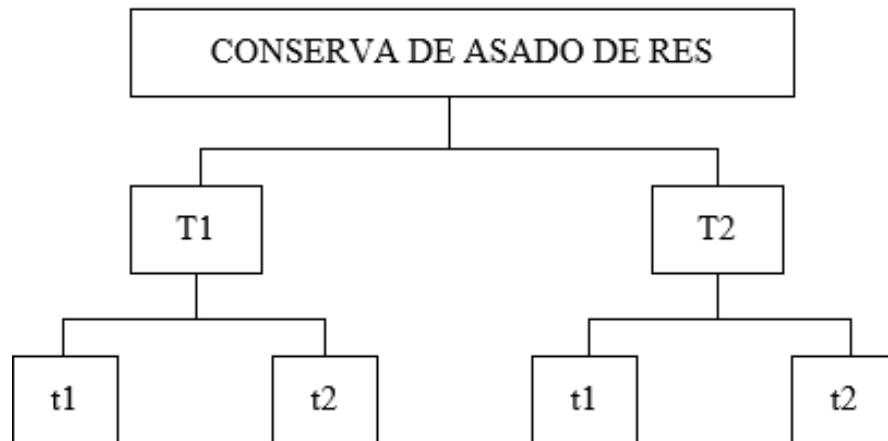 CONSERVA DE ASADO DE RES
T1
T2
t1
t2
t1
t2